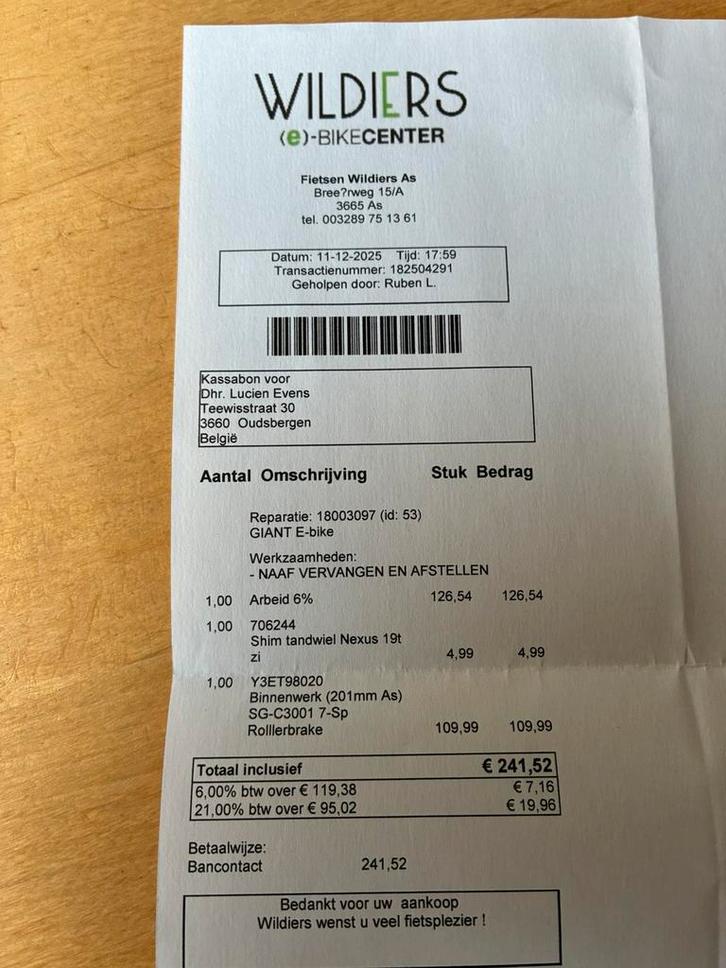 WILDIERS
(e)-BIKECENTER
Fietsen Wildiers As
Bree?rweg 15/A
3665 As
tel. 003289 75 13 61
Datum: 11-12-2025 Tijd: 17:59
Transactienummer: 182504291
Geholpen door: Ruben L.
Kassabon voor
Dhr. Lucien Evens
Teewisstraat 30
3660 Oudsbergen
België
Aantal Omschrijving Stuk Bedrag
Reparatie: 18003097 (id: 53)
GIANT E-bike
Werkzaamheden:
- NAAF VERVANGEN EN AFSTELLEN
1,00 Arbeid 6% 126,54 126,54
1,00 706244
Shim tandwiel Nexus 19t
zi 4,99 4,99
1,00 Y3ET98020
Binnenwerk (201mm As)
SG-C3001 7-Sp
Rolllerbrake 109,99 109,99
Totaal inclusief € 241,52
6,00% btw over € 119,38 € 7,16
21,00% btw over € 95,02 € 19,96
Betaalwijze:
Bancontact 241,52
Bedankt voor uw aankoop
Wildiers wenst u veel fietsplezier !